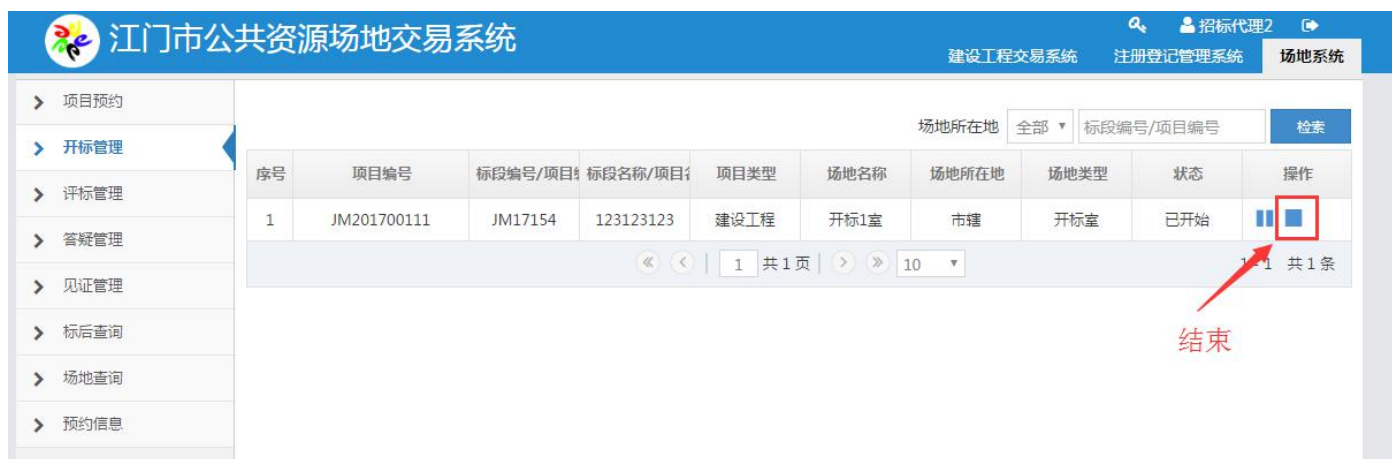 江门市公共资源场地交易系统
招标代理2
建设工程交易系统 注册登记管理系统 场地系统
项目预约
开标管理
评标管理
答疑管理
见证管理
标后查询
场地查询
预约信息
场地所在地 全部 标段编号/项目编号 检索
序号 项目编号 标段编号/项目 标段名称/项目 项目类型 场地名称 场地所在地 场地类型 状态 操作
1 JM201700111 JM17154 123123123 建设工程 开标1室 市辖 开标室 已开始
1 共1页 10 1 共1条
结束